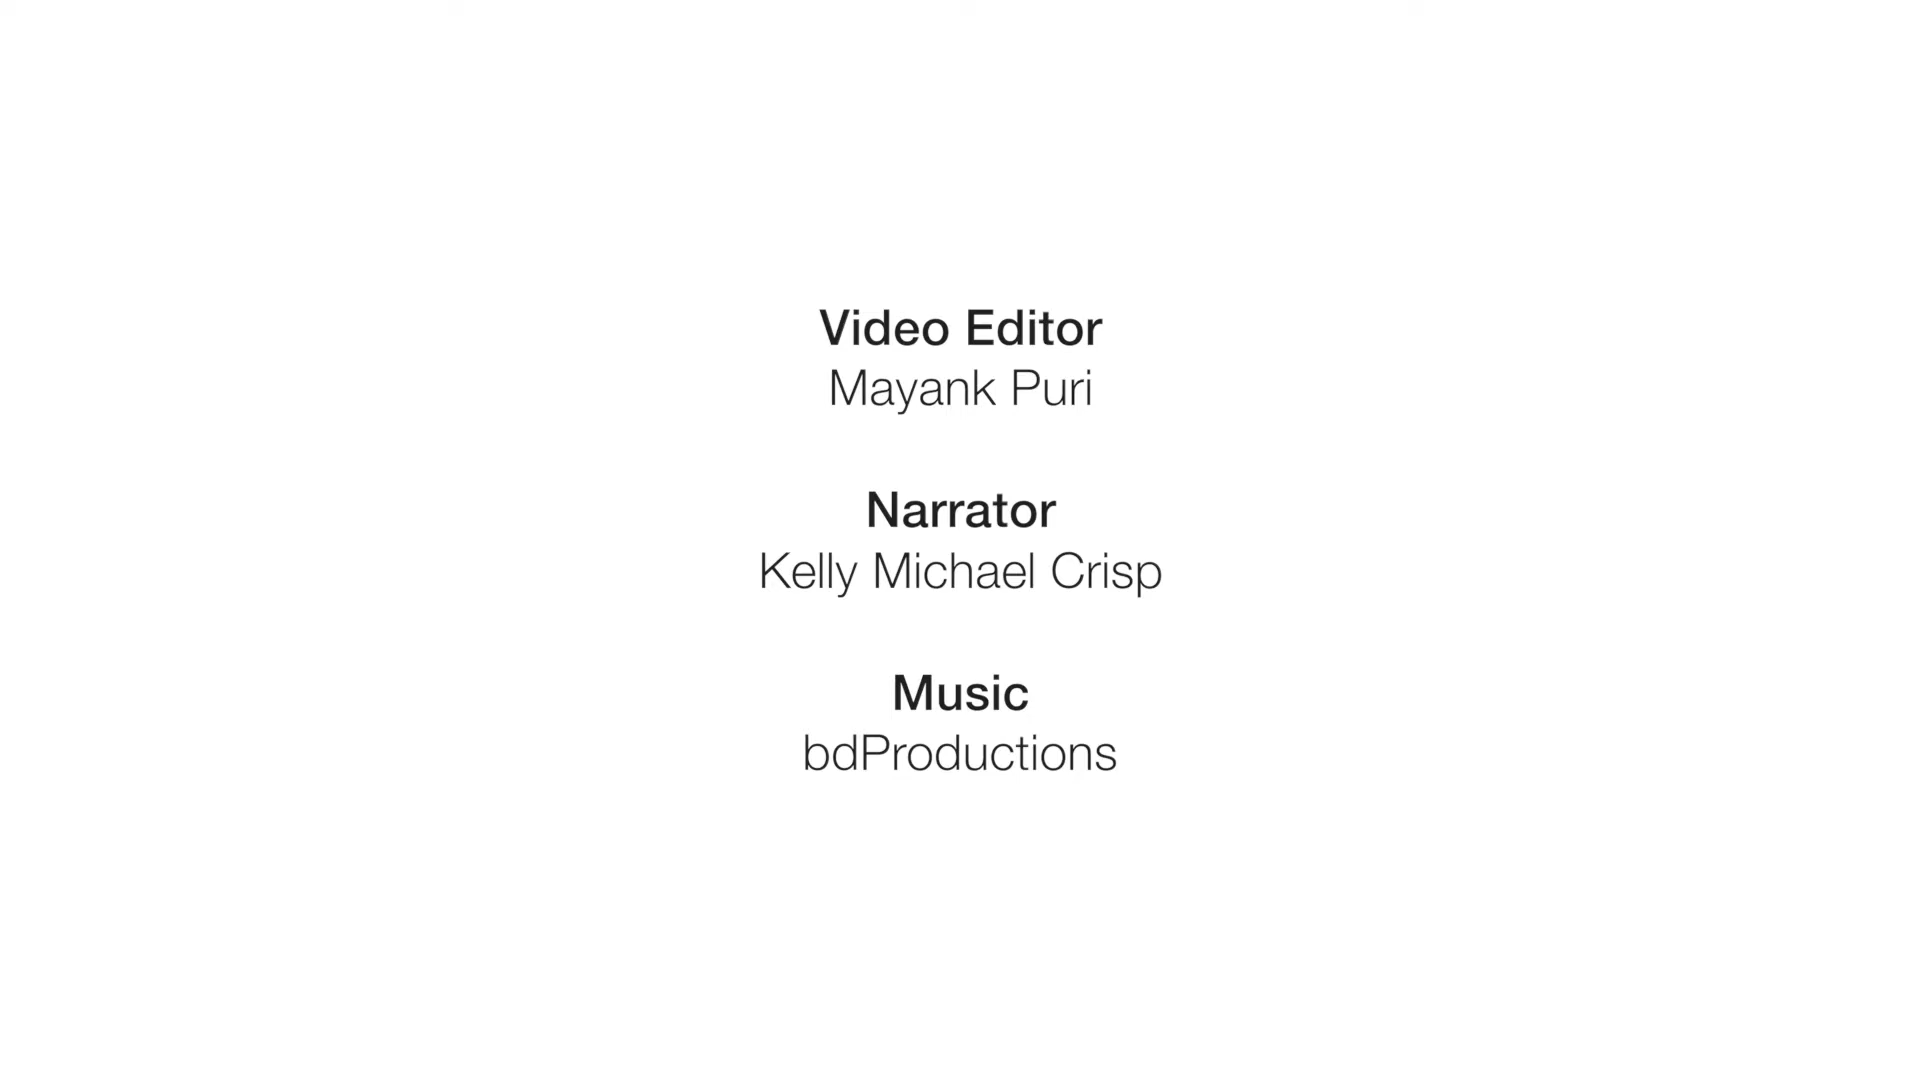 Video Editor
Mayank Puri
Narrator
Kelly Michael Crisp
Music
bdProductions